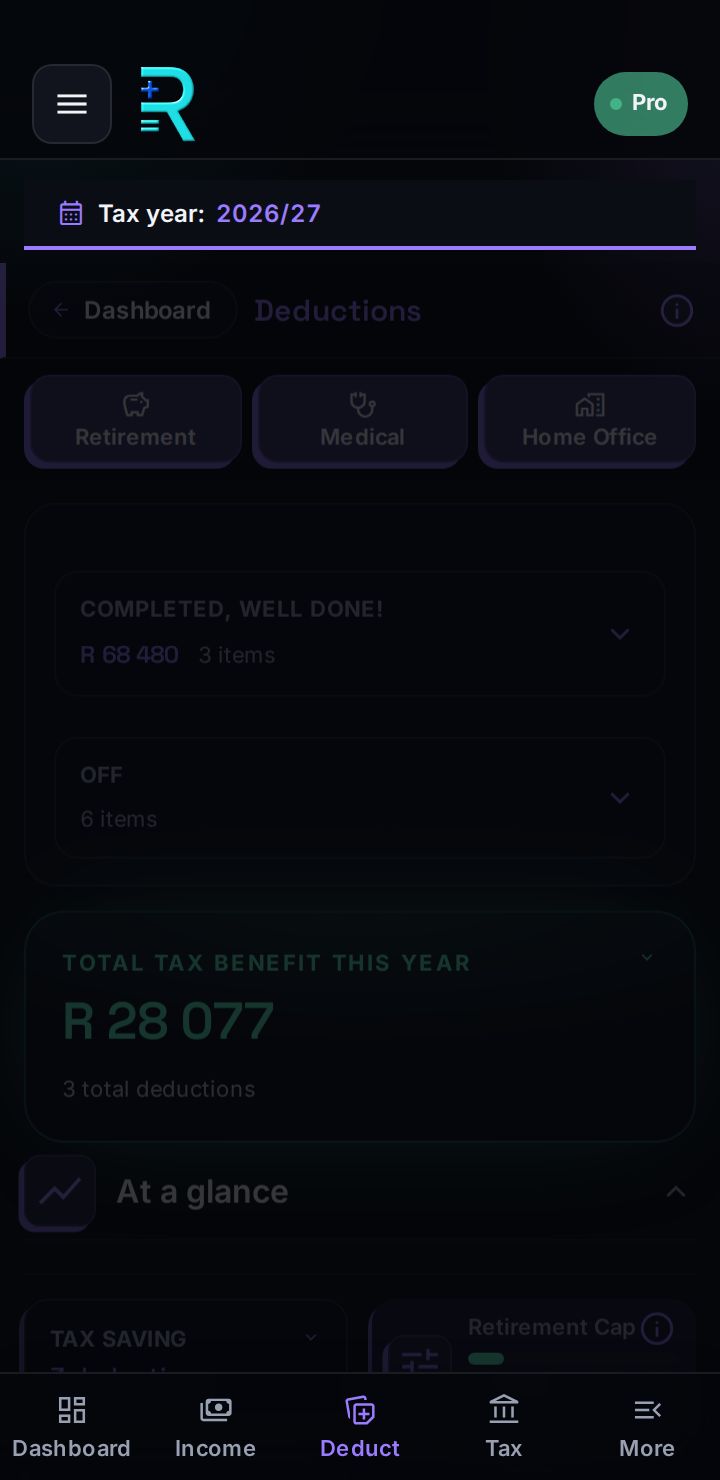 Pro
Tax year: 2026/27
Dashboard
Deductions
Retirement
Medical
Home Office
COMPLETED, WELL DONE!
R 68 480 3 items
OFF
6 items
TOTAL TAX BENEFIT THIS YEAR
R 28 077
3 total deductions
At a glance
TAX SAVING
Retirement Cap
Dashboard
Income
Deduct
Tax
More